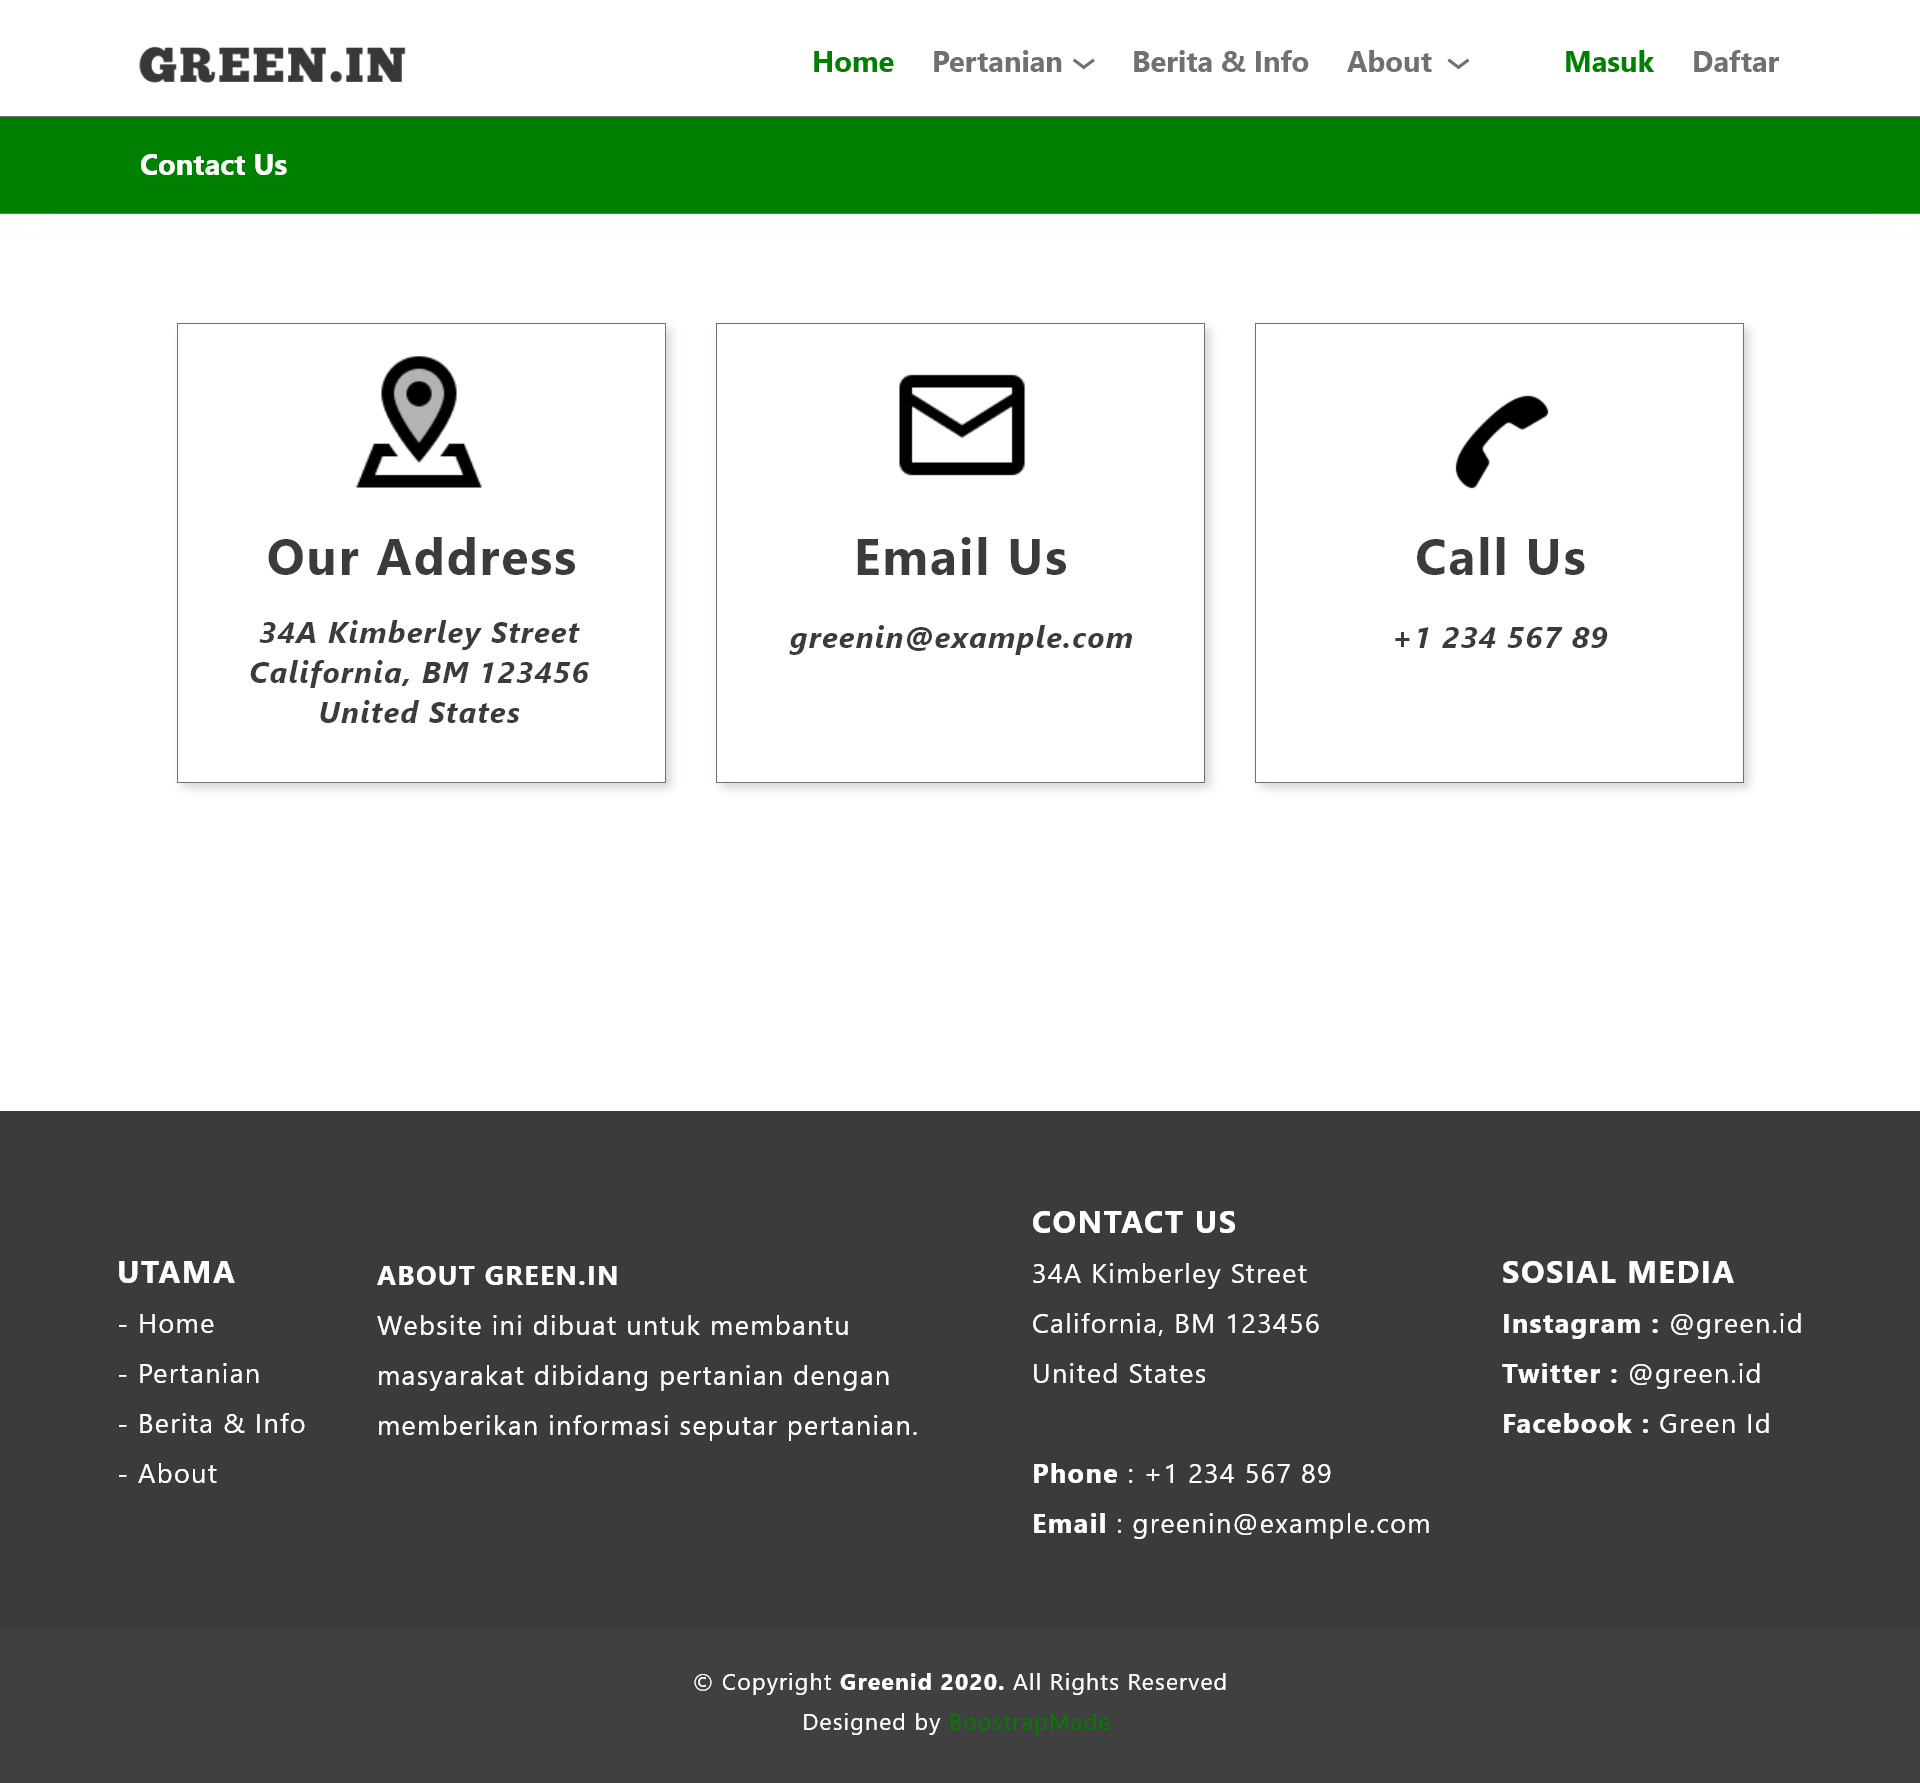 GREEN.IN
Home Pertanian Berita & Info About Masuk Daftar
Contact Us
Our Address
34A Kimberley Street
California, BM 123456
United States
Email Us
greenin@example.com
Call Us
+1 234 567 89
UTAMA
- Home
- Pertanian
- Berita & Info
- About
ABOUT GREEN.IN
Website ini dibuat untuk membantu
masyarakat dibidang pertanian dengan
memberikan informasi seputar pertanian.
CONTACT US
34A Kimberley Street
California, BM 123456
United States
Phone : +1 234 567 89
Email : greenin@example.com
SOSIAL MEDIA
Instagram : @green.id
Twitter : @green.id
Facebook : Green Id
© Copyright Greenid 2020. All Rights Reserved
Designed by BoostrapMade